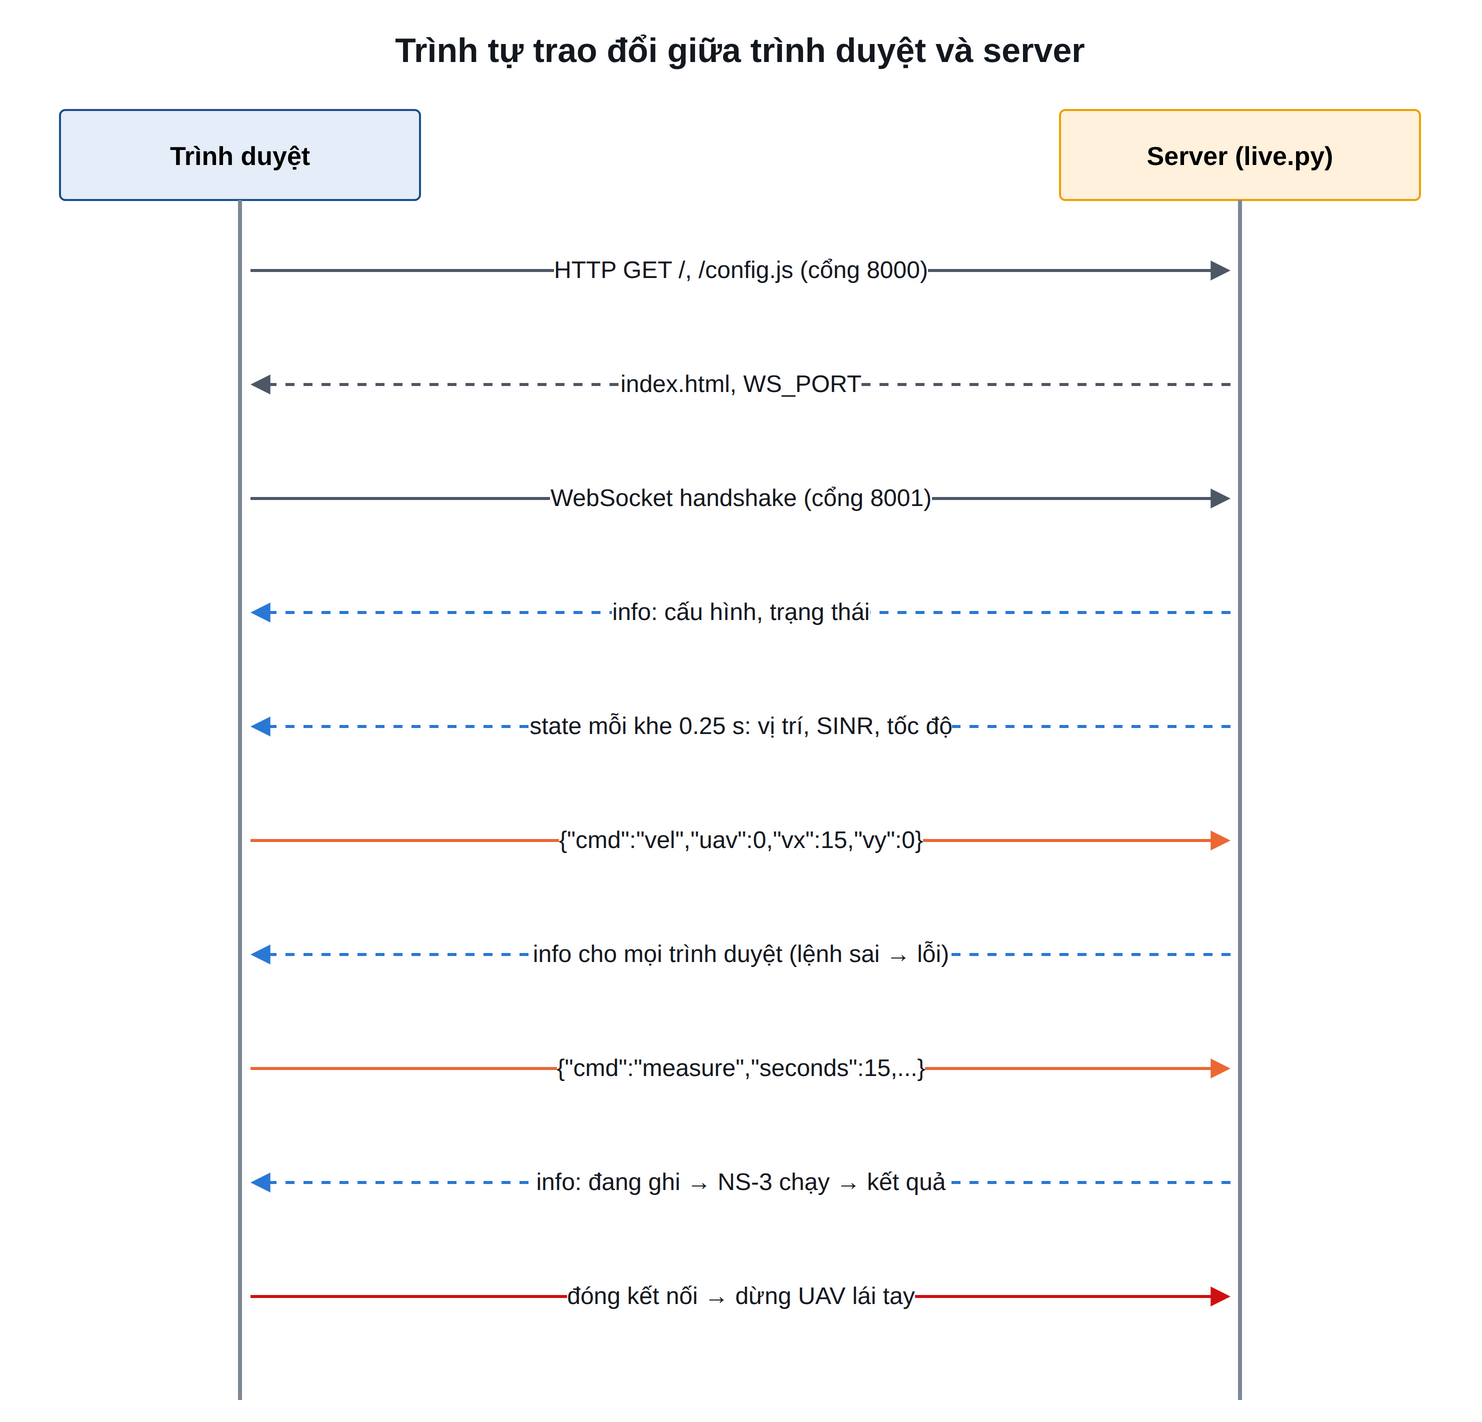 Trình tự trao đổi giữa trình duyệt và server
Trình duyệt
Server (live.py)
HTTP GET /, /config.js (cổng 8000)
index.html, WS_PORT
WebSocket handshake (cổng 8001)
info: cấu hình, trạng thái
state mỗi khe 0.25 s: vị trí, SINR, tốc độ
{"cmd":"vel","uav":0,"vx":15,"vy":0}
info cho mọi trình duyệt (lệnh sai → lỗi)
{"cmd":"measure","seconds":15,...}
info: đang ghi → NS-3 chạy → kết quả
đóng kết nối → dừng UAV lái tay